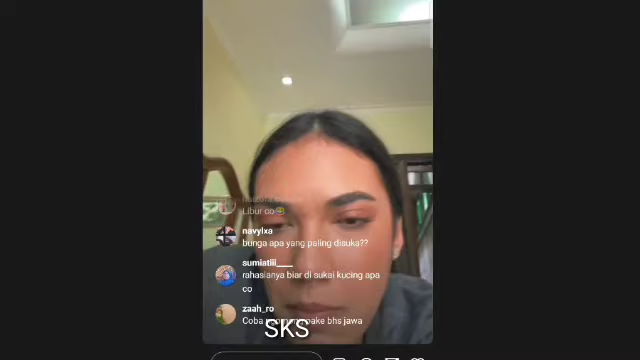 Libur co
navylxa
bunga apa yang paling disuka??
sumiatiii____
rahasianya biar di sukai kucing apa
co
zaah_ro
Coba pake bhs jawa
SKS